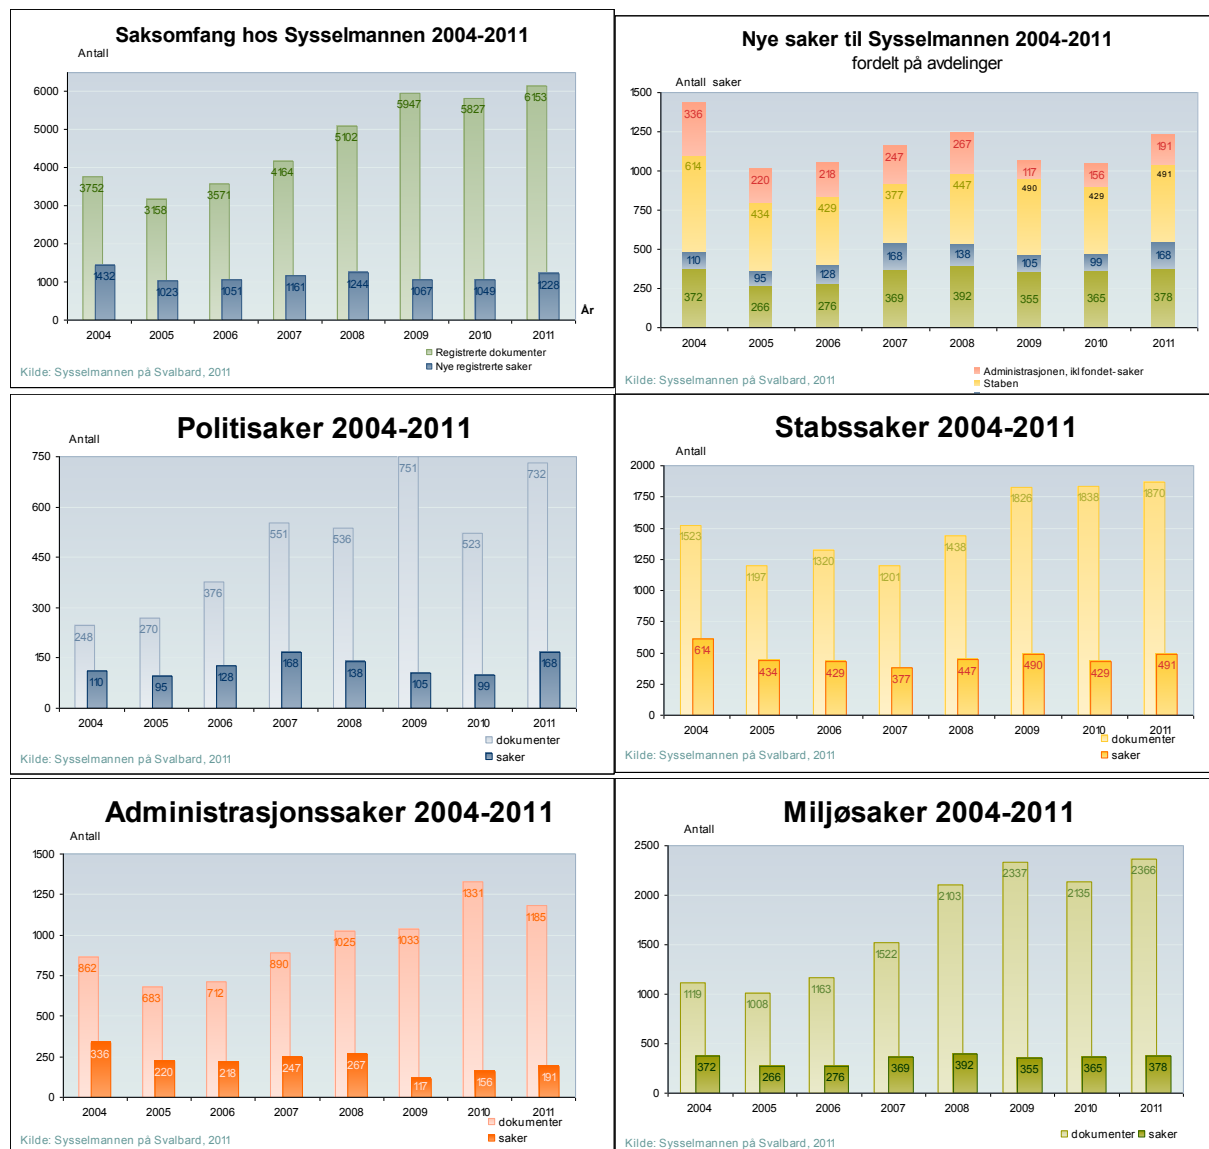 Saksomfang hos Sysselmannen 2004-2011
Antall
6000
5000
4000
3000
2000
1000
0
3752
3158
3571
4164
5102
5947
5827
6153
1432
1023
1051
1161
1244
1067
1049
1228
År
2004 2005 2006 2007 2008 2009 2010 2011
Registrerte dokumenter
Nye registrerte saker
Kilde: Sysselmannen på Svalbard, 2011
Nye saker til Sysselmannen 2004-2011
fordelt på avdelinger
Antall saker
1500
1250
1000
750
500
250
0
336 220 218 247 267 117 156 191
614 434 429 377 447 490 429 491
110 95 128 168 138 105 99 168
372 266 276 369 392 355 365 378
2004 2005 2006 2007 2008 2009 2010 2011
Administrasjonen, ikl fondet-saker
Staben
Kilde: Sysselmannen på Svalbard, 2011
Politisaker 2004-2011
Antall
750
600
450
300
150
0
248 270 376 551 536 751 523 732
110 95 128 168 138 105 99 168
2004 2005 2006 2007 2008 2009 2010 2011
dokumenter
saker
Kilde: Sysselmannen på Svalbard, 2011
Stabssaker 2004-2011
Antall
2000
1750
1500
1250
1000
750
500
250
0
1523 1197 1320 1201 1438 1826 1838 1870
614 434 429 377 447 490 429 491
2004 2005 2006 2007 2008 2009 2010 2011
dokumenter
saker
Kilde: Sysselmannen på Svalbard, 2011
Administrasjonssaker 2004-2011
Antall
1500
1250
1000
750
500
250
0
862 683 712 890 1025 1033 1331 1185
336 220 218 247 267 117 156 191
2004 2005 2006 2007 2008 2009 2010 2011
dokumenter
saker
Kilde: Sysselmannen på Svalbard, 2011
Miljøsaker 2004-2011
Antall
2500
2000
1500
1000
500
0
1119 1008 1163 1522 2103 2337 2135 2366
372 266 276 369 392 355 365 378
2004 2005 2006 2007 2008 2009 2010 2011
dokumenter saker
Kilde: Sysselmannen på Svalbard, 2011